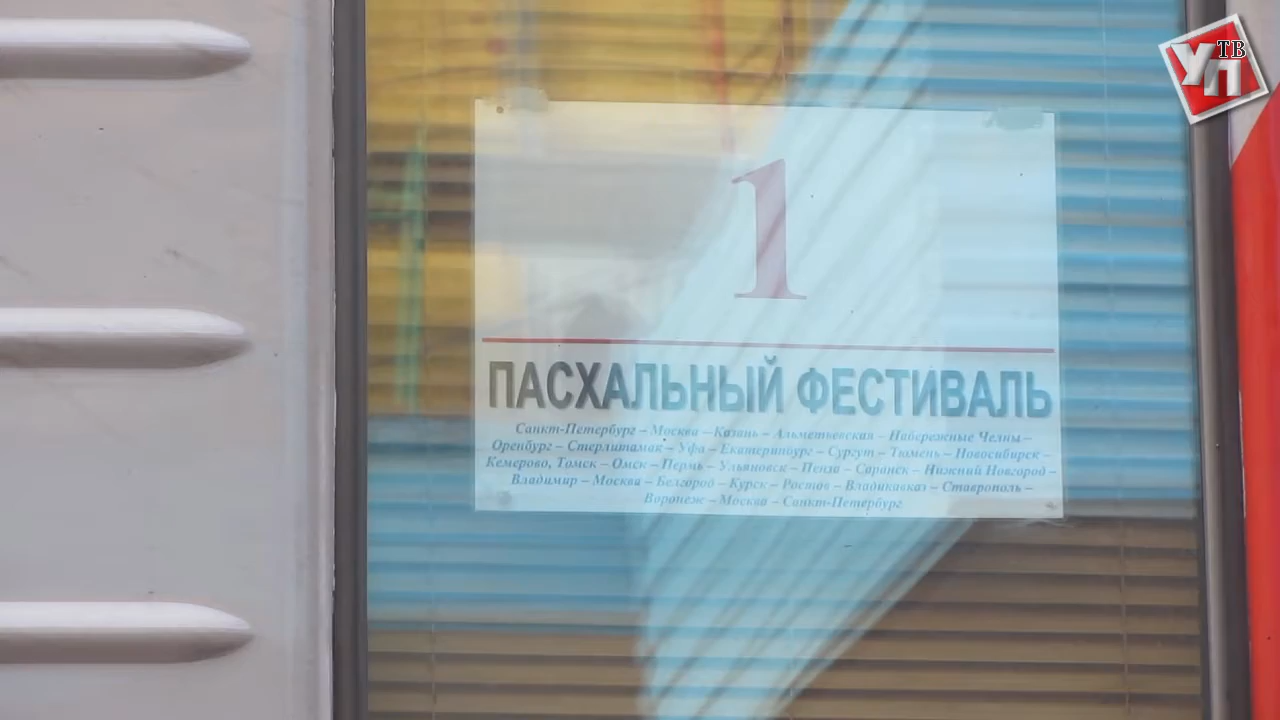 УП ТВ
1
ПАСХАЛЬНЫЙ ФЕСТИВАЛЬ
Санкт-Петербург – Москва – Казань – Альметьевская – Набережные Челны –
Оренбург – Стерлитамак – Уфа – Екатеринбург – Сургут – Тюмень – Новосибирск –
Кемерово, Томск – Омск – Пермь – Ульяновск – Пенза – Саранск – Нижний Новгород –
Владимир – Москва – Белгород – Курск – Ростов – Владикавказ – Ставрополь –
Воронеж – Москва – Санкт-Петербург